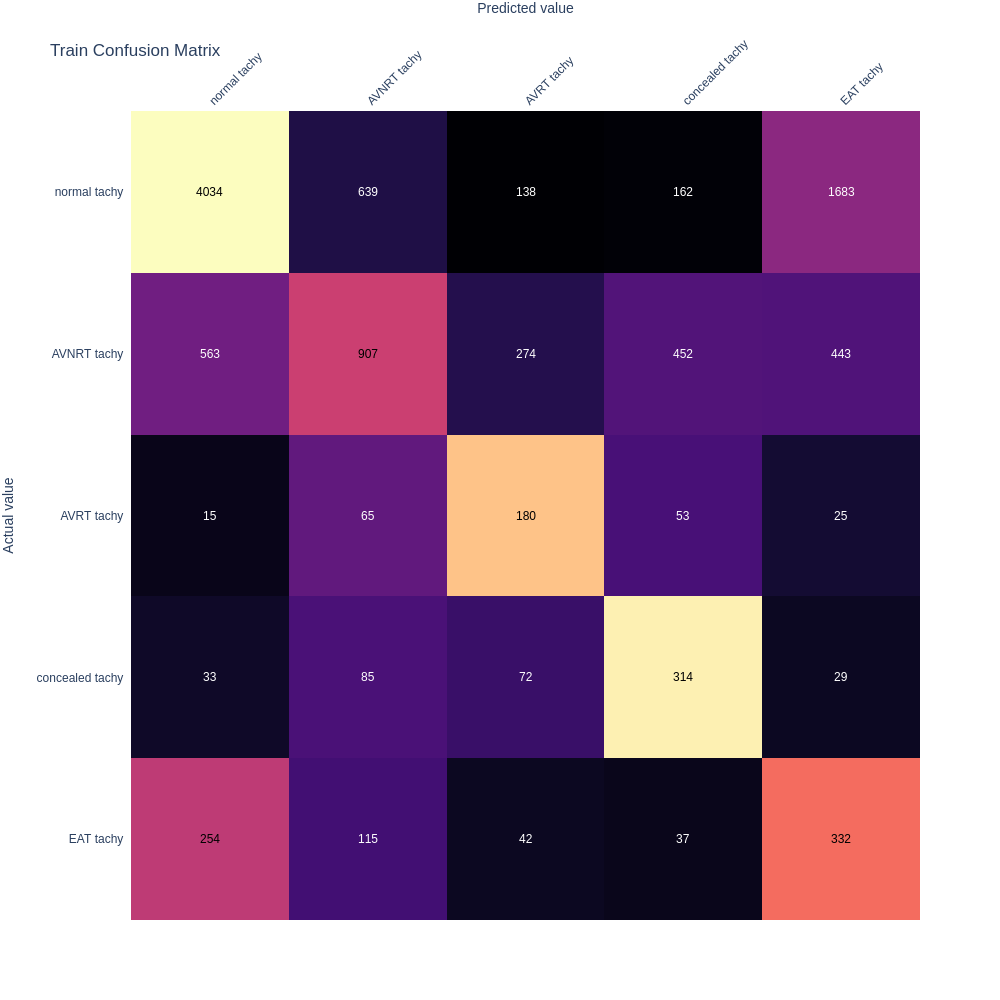 Predicted value
Train Confusion Matrix
normal tachy AVNRT tachy AVRT tachy concealed tachy EAT tachy
normal tachy 4034 639 138 162 1683
AVNRT tachy 563 907 274 452 443
Actual value
AVRT tachy 15 65 180 53 25
concealed tachy 33 85 72 314 29
EAT tachy 254 115 42 37 332